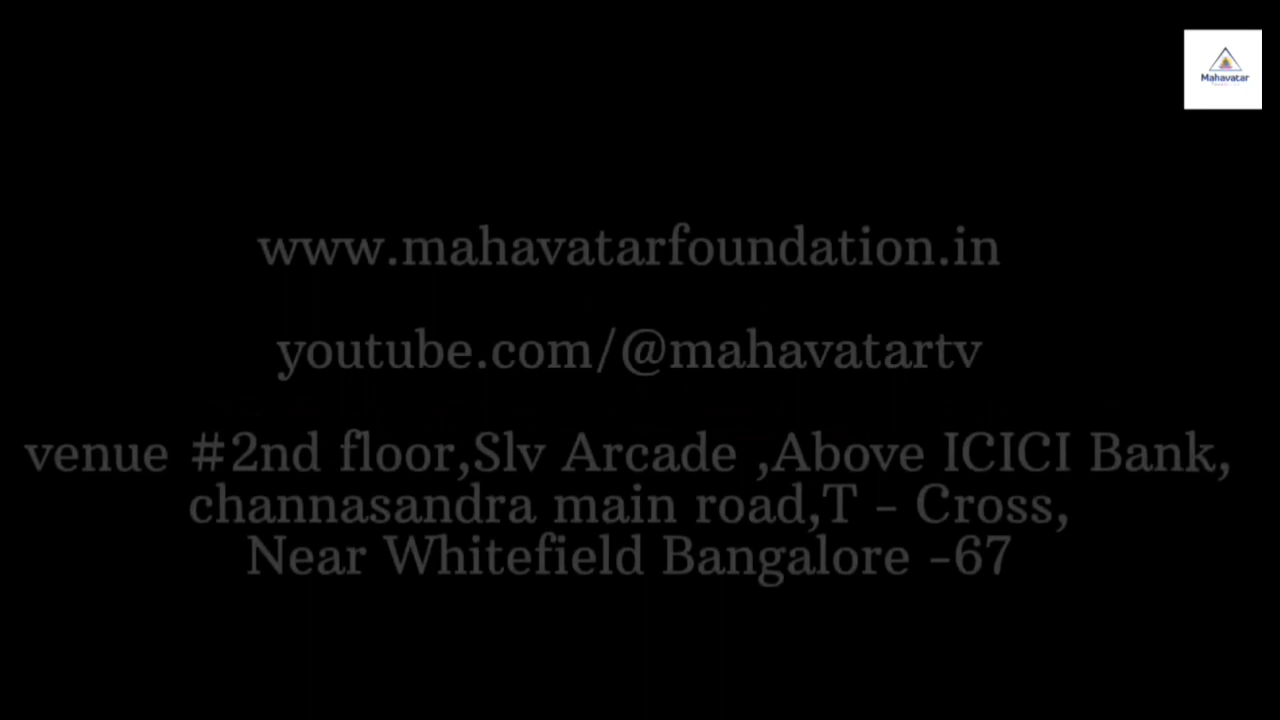 Mahavatar
www.mahavatarfoundation.in
youtube.com/@mahavatartv
venue #2nd floor,Slv Arcade ,Above ICICI Bank,
channasandra main road,T - Cross,
Near Whitefield Bangalore -67